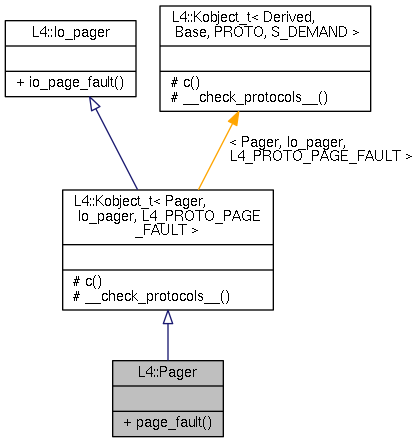 L4::Io_pager
+ io_page_fault()
L4::Kobject_t< Derived,
Base, PROTO, S_DEMAND >
# c()
# __check_protocols__()
< Pager, Io_pager,
L4_PROTO_PAGE_FAULT >
L4::Kobject_t< Pager,
Io_pager, L4_PROTO_PAGE
_FAULT >
# c()
# __check_protocols__()
L4::Pager
+ page_fault()